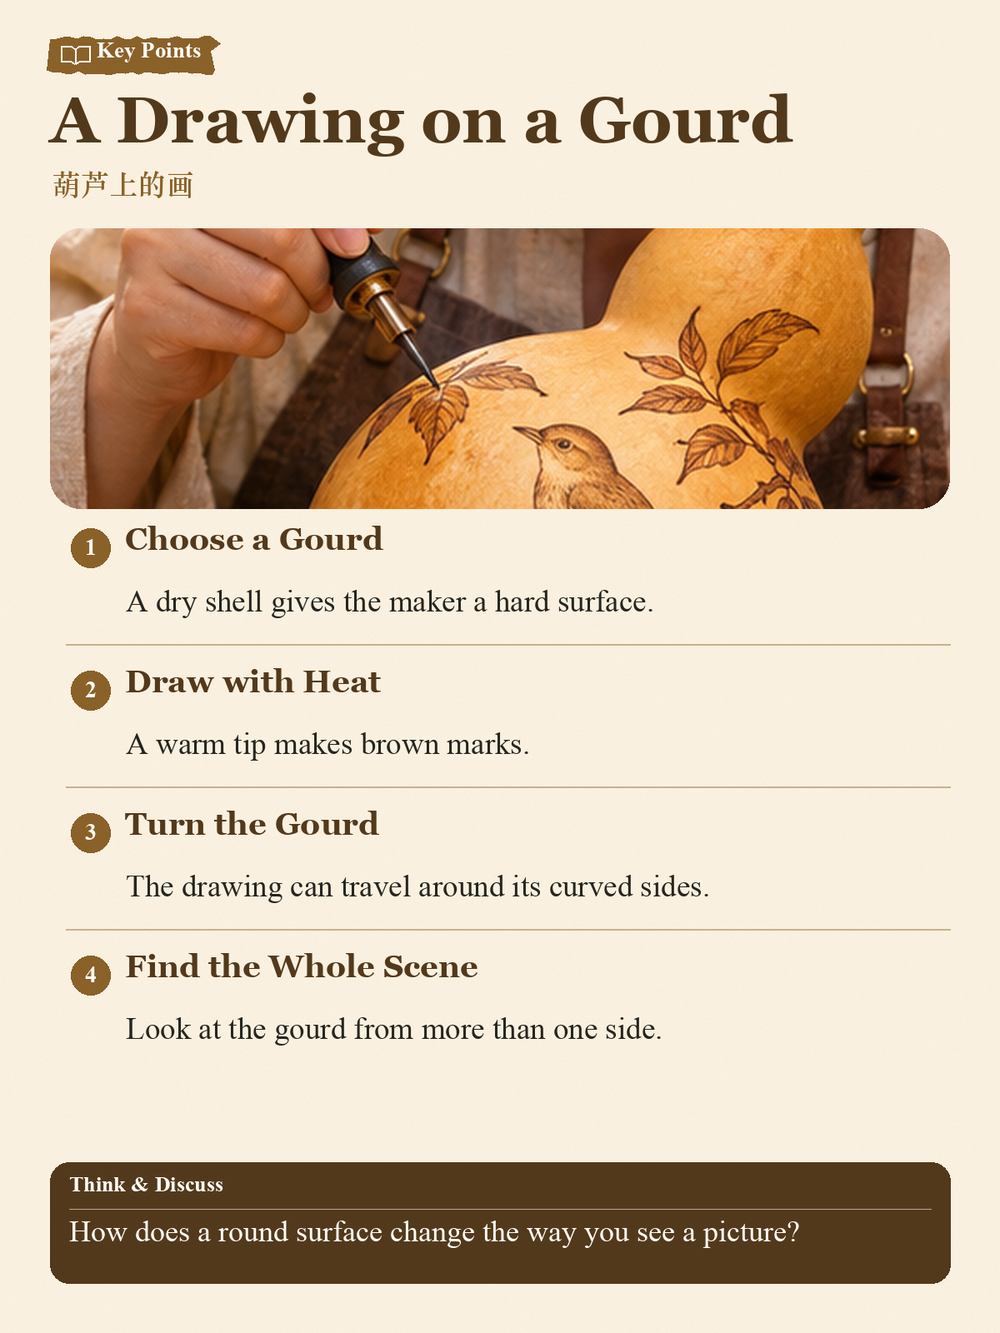 Key Points
A Drawing on a Gourd
葫芦上的画
1 Choose a Gourd
A dry shell gives the maker a hard surface.
2 Draw with Heat
A warm tip makes brown marks.
3 Turn the Gourd
The drawing can travel around its curved sides.
4 Find the Whole Scene
Look at the gourd from more than one side.
Think & Discuss
How does a round surface change the way you see a picture?